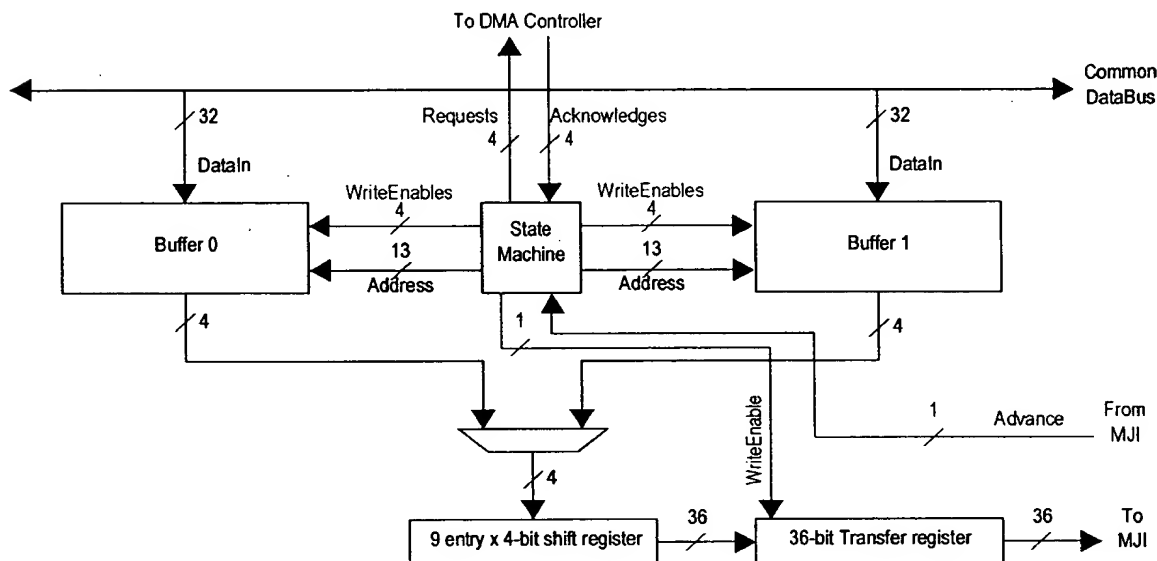 To DMA Controller
Common
DataBus
32
Requests
4
Acknowledges
4
32
DataIn
DataIn
WriteEnables
4
WriteEnables
4
Buffer 0
State
Machine
Buffer 1
13
Address
13
Address
4
1
4
WriteEnable
1
Advance
From
MJI
4
9 entry x 4-bit shift register
36
36-bit Transfer register
36
To
MJI